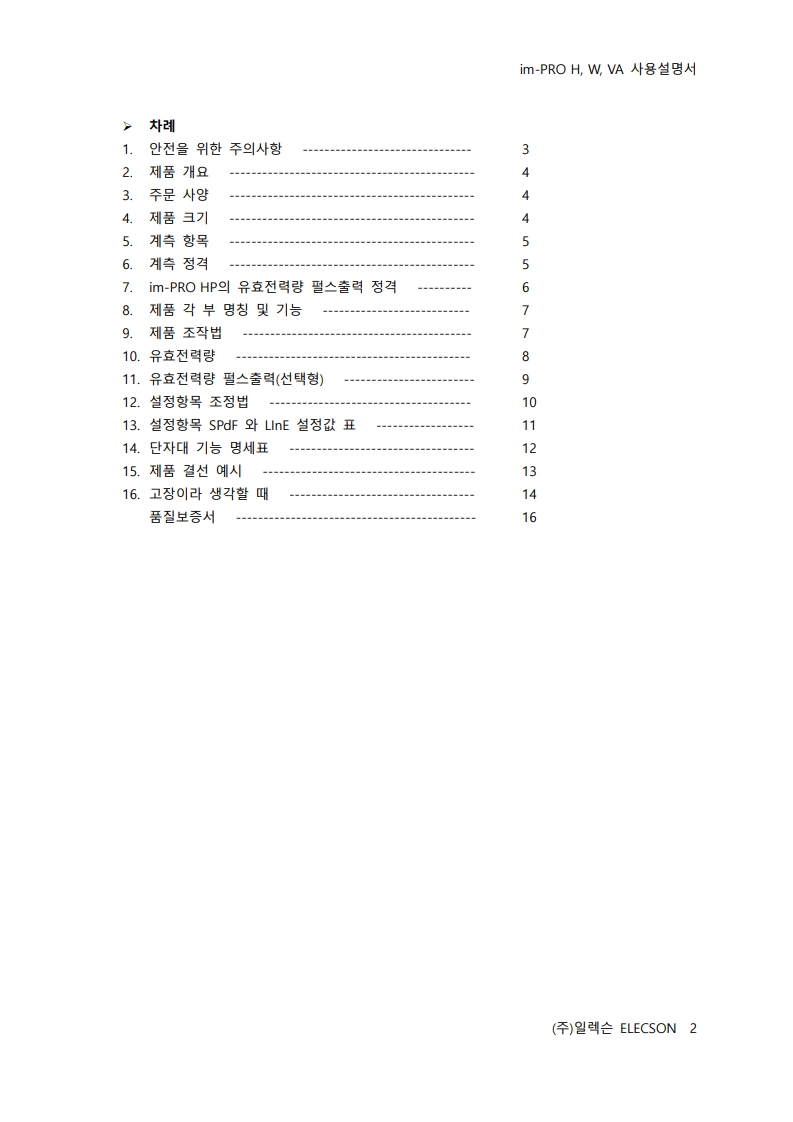 im-PRO H, W, VA 사용설명서
➢ 차례
1. 안전을 위한 주의사항 ------------------------------- 3
2. 제품 개요 --------------------------------------------- 4
3. 주문 사양 --------------------------------------------- 4
4. 제품 크기 --------------------------------------------- 4
5. 계측 항목 --------------------------------------------- 5
6. 계측 정격 --------------------------------------------- 5
7. im-PRO HP의 유효전력량 펄스출력 정격 ---------- 6
8. 제품 각 부 명칭 및 기능 --------------------------- 7
9. 제품 조작법 ------------------------------------------ 7
10. 유효전력량 ------------------------------------------- 8
11. 유효전력량 펄스출력(선택형) ------------------------ 9
12. 설정항목 조정법 ------------------------------------- 10
13. 설정항목 SPdF 와 LInE 설정값 표 ------------------ 11
14. 단자대 기능 명세표 ---------------------------------- 12
15. 제품 결선 예시 --------------------------------------- 13
16. 고장이라 생각할 때 ---------------------------------- 14
품질보증서 -------------------------------------------- 16
(주)일렉슨 ELECSON 2